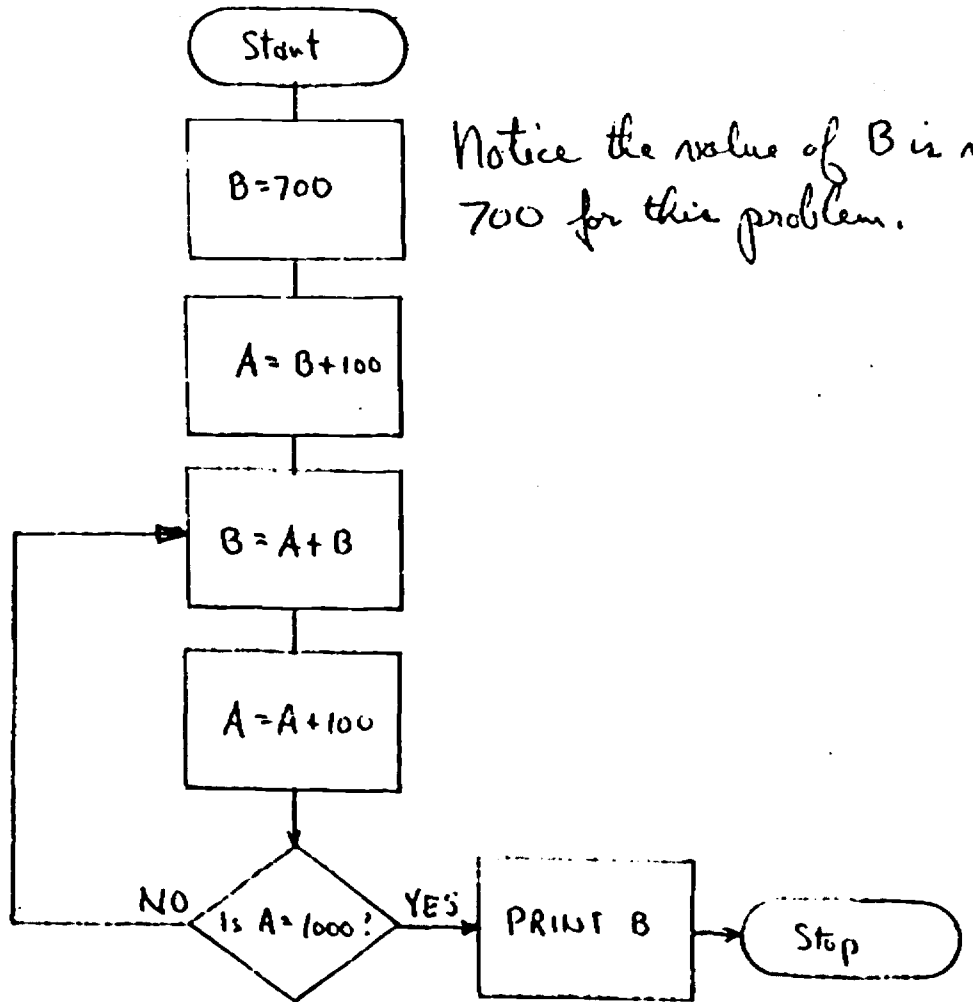 Start
B=700
Notice the value of B is
700 for this problem.
A = B+100
B = A + B
A = A+100
NO
Is A=1000?
YES
PRINT B
Stop